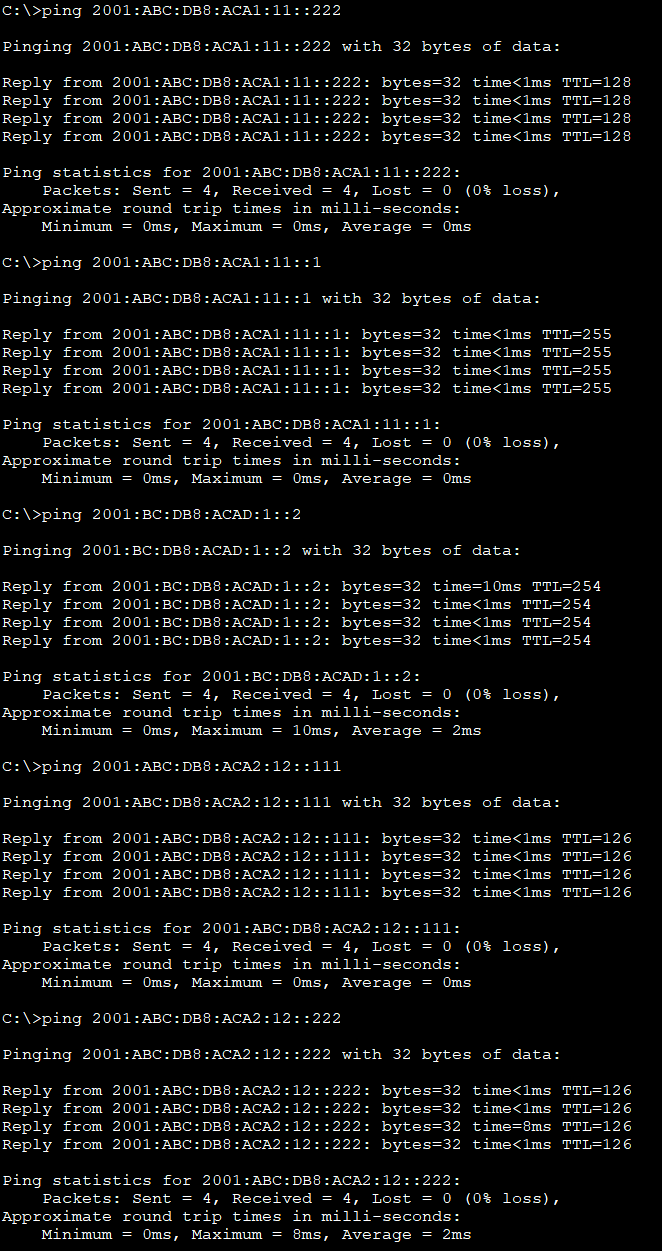 C:\>ping 2001:ABC:DB8:ACA1:11::222
Pinging 2001:ABC:DB8:ACA1:11::222 with 32 bytes of data:
Reply from 2001:ABC:DB8:ACA1:11::222: bytes=32 time<1ms TTL=128
Reply from 2001:ABC:DB8:ACA1:11::222: bytes=32 time<1ms TTL=128
Reply from 2001:ABC:DB8:ACA1:11::222: bytes=32 time<1ms TTL=128
Reply from 2001:ABC:DB8:ACA1:11::222: bytes=32 time<1ms TTL=128
Ping statistics for 2001:ABC:DB8:ACA1:11::222:
Packets: Sent = 4, Received = 4, Lost = 0 (0% loss),
Approximate round trip times in milli-seconds:
Minimum = 0ms, Maximum = 0ms, Average = 0ms
C:\>ping 2001:ABC:DB8:ACA1:11::1
Pinging 2001:ABC:DB8:ACA1:11::1 with 32 bytes of data:
Reply from 2001:ABC:DB8:ACA1:11::1: bytes=32 time<1ms TTL=255
Reply from 2001:ABC:DB8:ACA1:11::1: bytes=32 time<1ms TTL=255
Reply from 2001:ABC:DB8:ACA1:11::1: bytes=32 time<1ms TTL=255
Reply from 2001:ABC:DB8:ACA1:11::1: bytes=32 time<1ms TTL=255
Ping statistics for 2001:ABC:DB8:ACA1:11::1:
Packets: Sent = 4, Received = 4, Lost = 0 (0% loss),
Approximate round trip times in milli-seconds:
Minimum = 0ms, Maximum = 0ms, Average = 0ms
C:\>ping 2001:BC:DB8:ACAD:1::2
Pinging 2001:BC:DB8:ACAD:1::2 with 32 bytes of data:
Reply from 2001:BC:DB8:ACAD:1::2: bytes=32 time=10ms TTL=254
Reply from 2001:BC:DB8:ACAD:1::2: bytes=32 time<1ms TTL=254
Reply from 2001:BC:DB8:ACAD:1::2: bytes=32 time<1ms TTL=254
Reply from 2001:BC:DB8:ACAD:1::2: bytes=32 time<1ms TTL=254
Ping statistics for 2001:BC:DB8:ACAD:1::2:
Packets: Sent = 4, Received = 4, Lost = 0 (0% loss),
Approximate round trip times in milli-seconds:
Minimum = 0ms, Maximum = 10ms, Average = 2ms
C:\>ping 2001:ABC:DB8:ACA2:12::111
Pinging 2001:ABC:DB8:ACA2:12::111 with 32 bytes of data:
Reply from 2001:ABC:DB8:ACA2:12::111: bytes=32 time<1ms TTL=126
Reply from 2001:ABC:DB8:ACA2:12::111: bytes=32 time<1ms TTL=126
Reply from 2001:ABC:DB8:ACA2:12::111: bytes=32 time<1ms TTL=126
Reply from 2001:ABC:DB8:ACA2:12::111: bytes=32 time<1ms TTL=126
Ping statistics for 2001:ABC:DB8:ACA2:12::111:
Packets: Sent = 4, Received = 4, Lost = 0 (0% loss),
Approximate round trip times in milli-seconds:
Minimum = 0ms, Maximum = 0ms, Average = 0ms
C:\>ping 2001:ABC:DB8:ACA2:12::222
Pinging 2001:ABC:DB8:ACA2:12::222 with 32 bytes of data:
Reply from 2001:ABC:DB8:ACA2:12::222: bytes=32 time<1ms TTL=126
Reply from 2001:ABC:DB8:ACA2:12::222: bytes=32 time<1ms TTL=126
Reply from 2001:ABC:DB8:ACA2:12::222: bytes=32 time=8ms TTL=126
Reply from 2001:ABC:DB8:ACA2:12::222: bytes=32 time<1ms TTL=126
Ping statistics for 2001:ABC:DB8:ACA2:12::222:
Packets: Sent = 4, Received = 4, Lost = 0 (0% loss),
Approximate round trip times in milli-seconds:
Minimum = 0ms, Maximum = 8ms, Average = 2ms